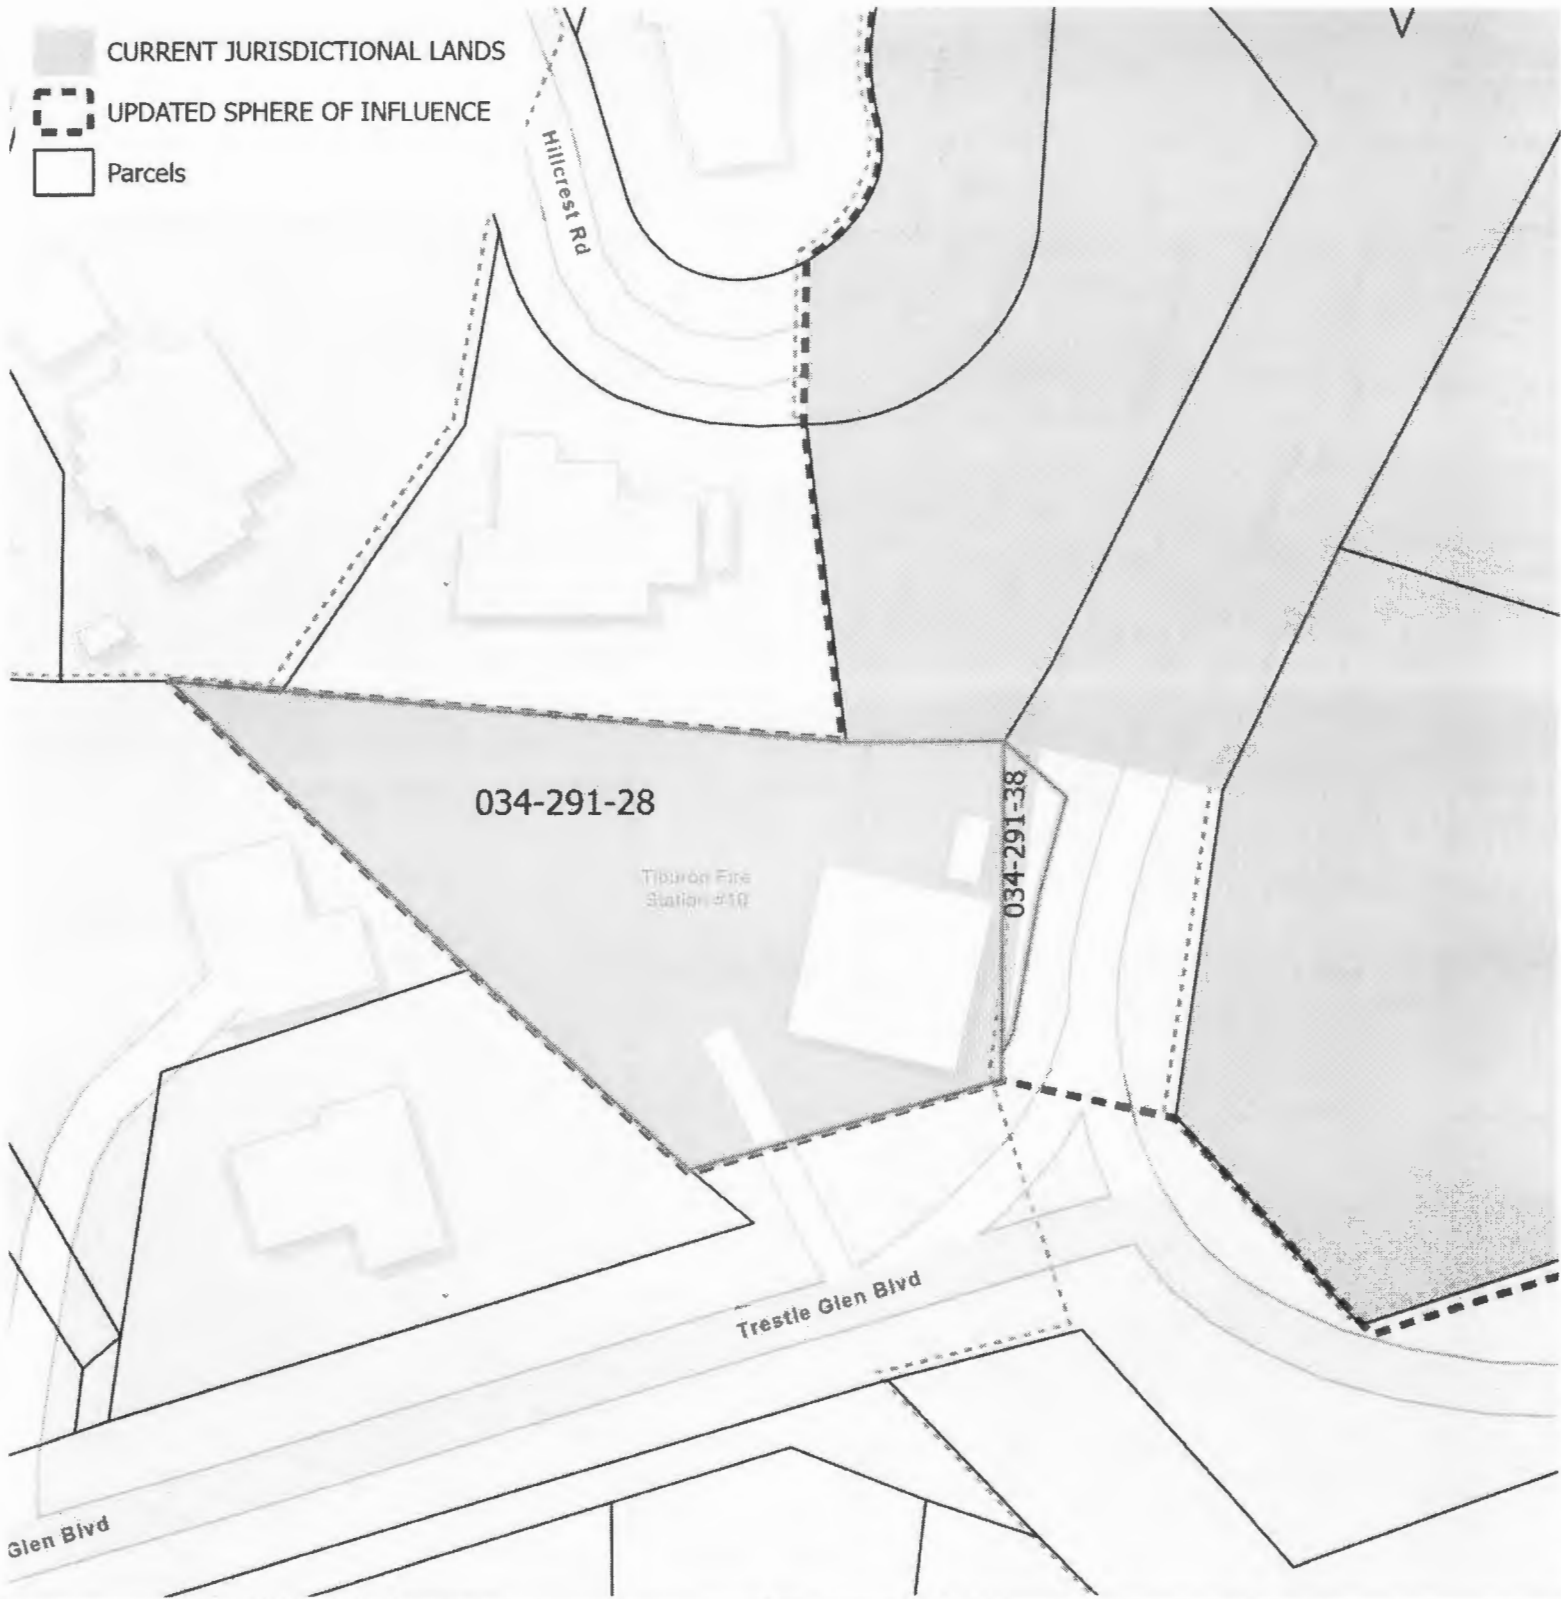 CURRENT JURISDICTIONAL LANDS
UPDATED SPHERE OF INFLUENCE
Parcels
Hillcrest Rd
034-291-28
034-291-38
Tiburon Fire
Station #10
Trestle Glen Blvd
Glen Blvd